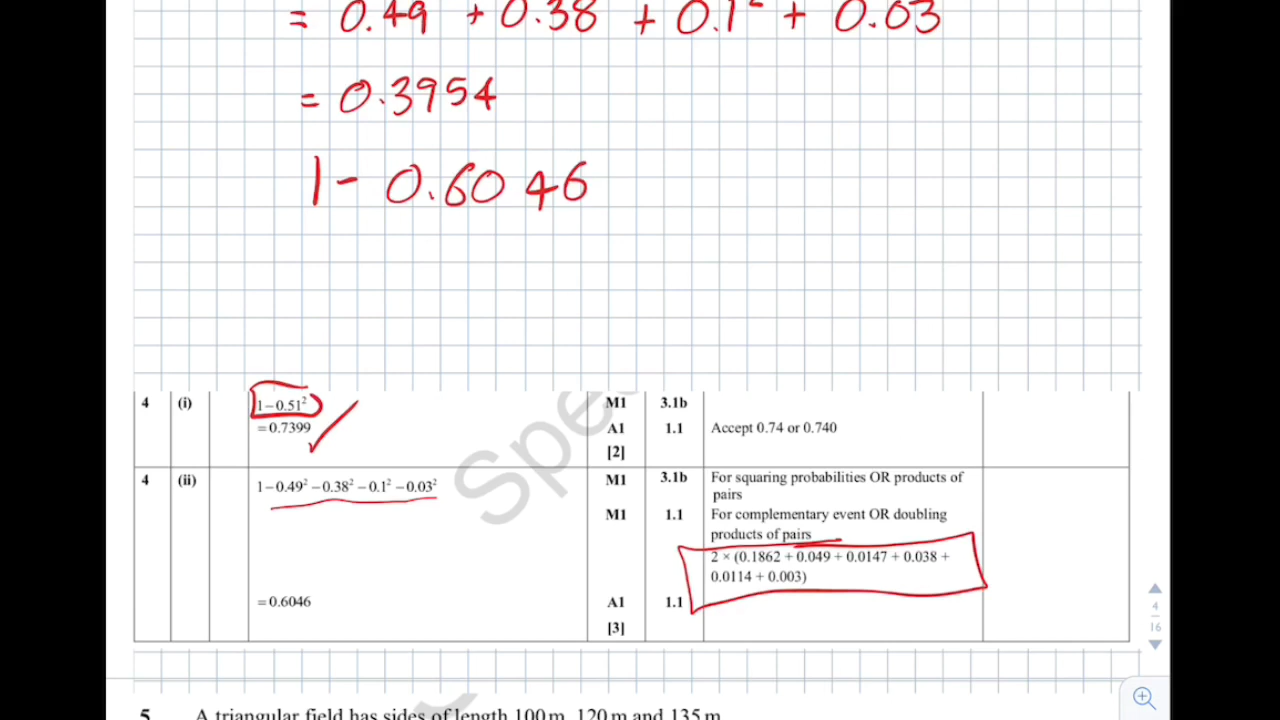 = 0.49 + 0.38 + 0.1² + 0.03
= 0.3954
1 - 0.6046
4 (i) 1 – 0.51² M1 3.1b
= 0.7399 A1 1.1 Accept 0.74 or 0.740
[2]
4 (ii) 1 – 0.49² – 0.38² – 0.1² – 0.03² M1 3.1b For squaring probabilities OR products of
pairs
M1 1.1 For complementary event OR doubling
products of pairs
2 × (0.1862 + 0.049 + 0.0147 + 0.038 +
0.0114 + 0.003)
= 0.6046 A1 1.1
[3]
Spe
4
16
5 A triangular field has sides of length 100 m, 120 m and 135 m.